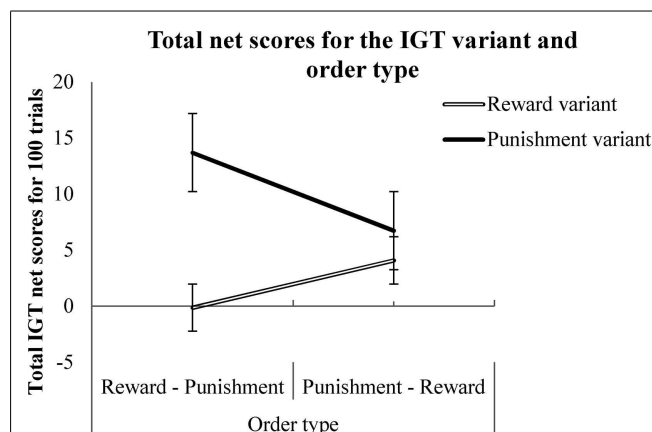 Total net scores for the IGT variant and
order type
Total IGT net scores for 100 trials
20
15
10
5
0
-5
Reward variant
Punishment variant
Reward - Punishment
Punishment - Reward
Order type